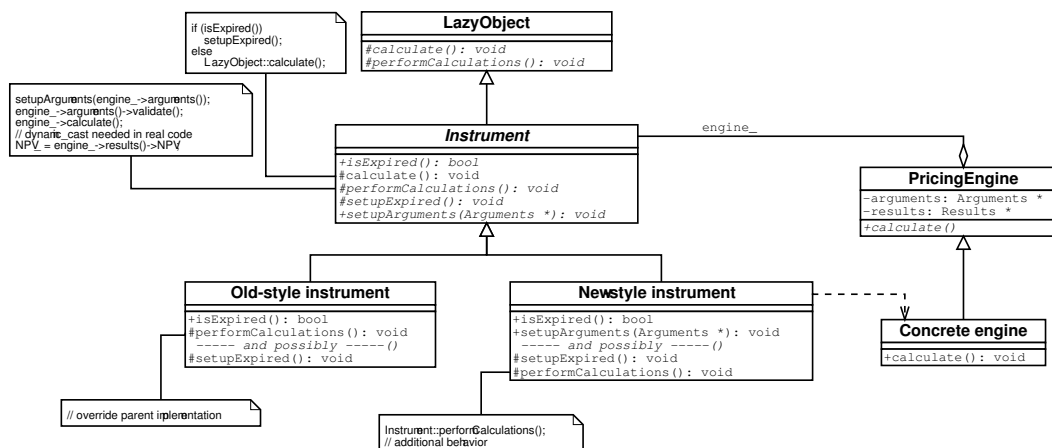 if (isExpired())
setupExpired();
else
LazyObject::calculate();
LazyObject
#calculate(): void
#performCalculations(): void
setupArguments(engine_->arguments());
engine_->arguments()->validate();
engine_->calculate();
// dynamic_cast needed in real code
NPV_ = engine_->results()->NPV;
Instrument
+isExpired(): bool
#calculate(): void
#performCalculations(): void
#setupExpired(): void
+setupArguments(Arguments *): void
engine_
PricingEngine
-arguments: Arguments *
-results: Results *
+calculate()
Old-style instrument
+isExpired(): bool
#performCalculations(): void
----- and possibly -----()
#setupExpired(): void
New-style instrument
+isExpired(): bool
+setupArguments(Arguments *): void
----- and possibly -----()
#setupExpired(): void
#performCalculations(): void
Concrete engine
+calculate(): void
// override parent implementation
Instrument::performCalculations();
// additional behavior